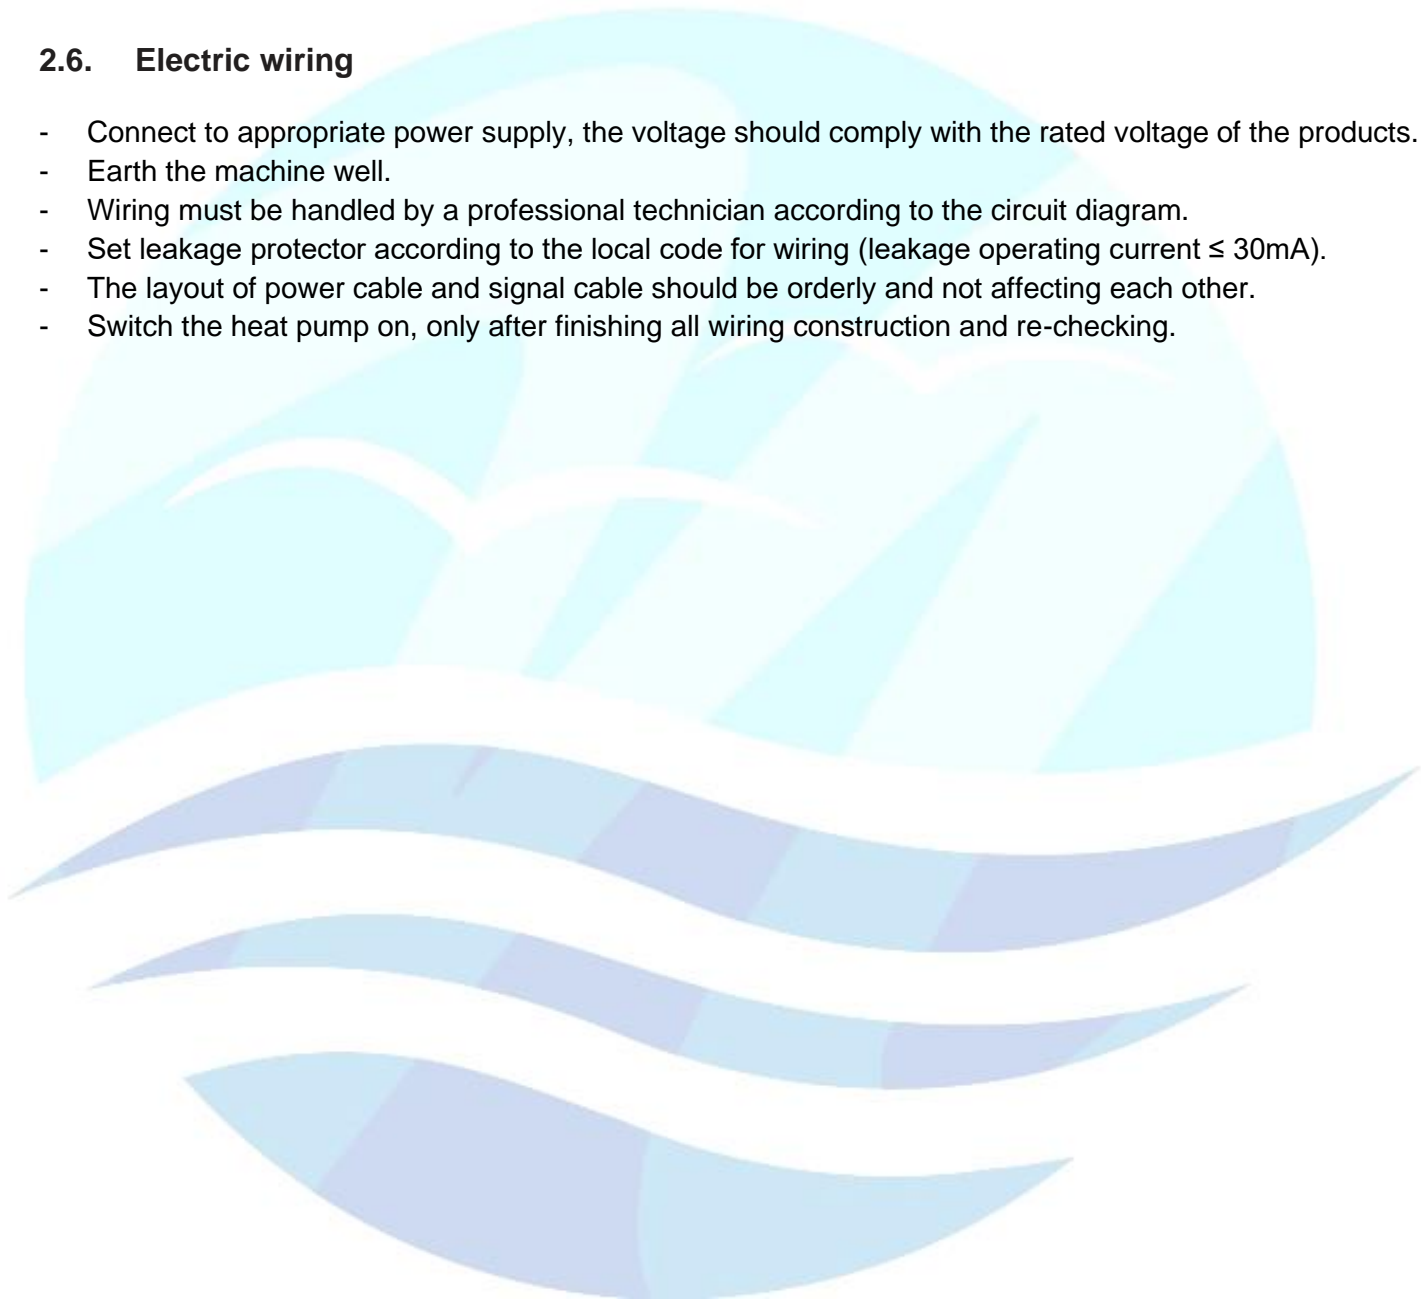 2.6. Electric wiring
- Connect to appropriate power supply, the voltage should comply with the rated voltage of the products.
- Earth the machine well.
- Wiring must be handled by a professional technician according to the circuit diagram.
- Set leakage protector according to the local code for wiring (leakage operating current ≤ 30mA).
- The layout of power cable and signal cable should be orderly and not affecting each other.
- Switch the heat pump on, only after finishing all wiring construction and re-checking.